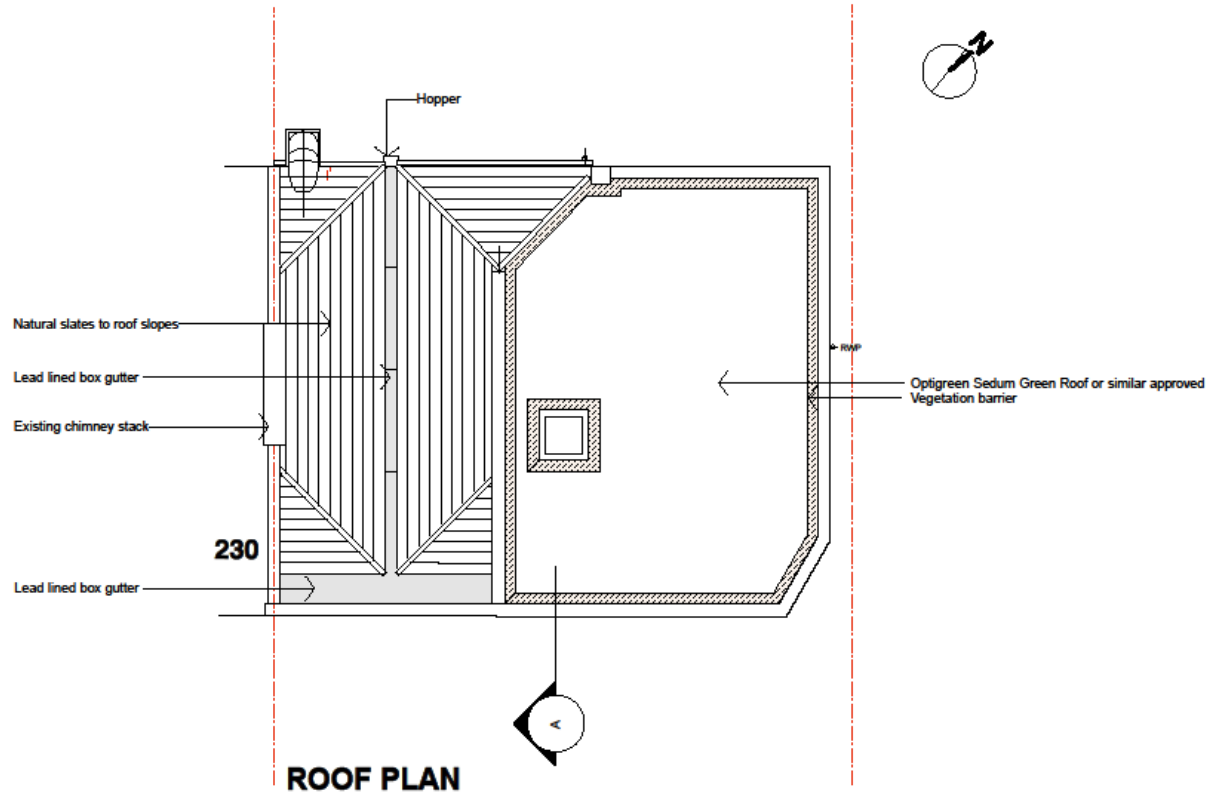 N
Hopper
Natural slates to roof slopes
RWP
Lead lined box gutter
Optigreen Sedum Green Roof or similar approved
Vegetation barrier
Existing chimney stack
230
Lead lined box gutter
A
ROOF PLAN